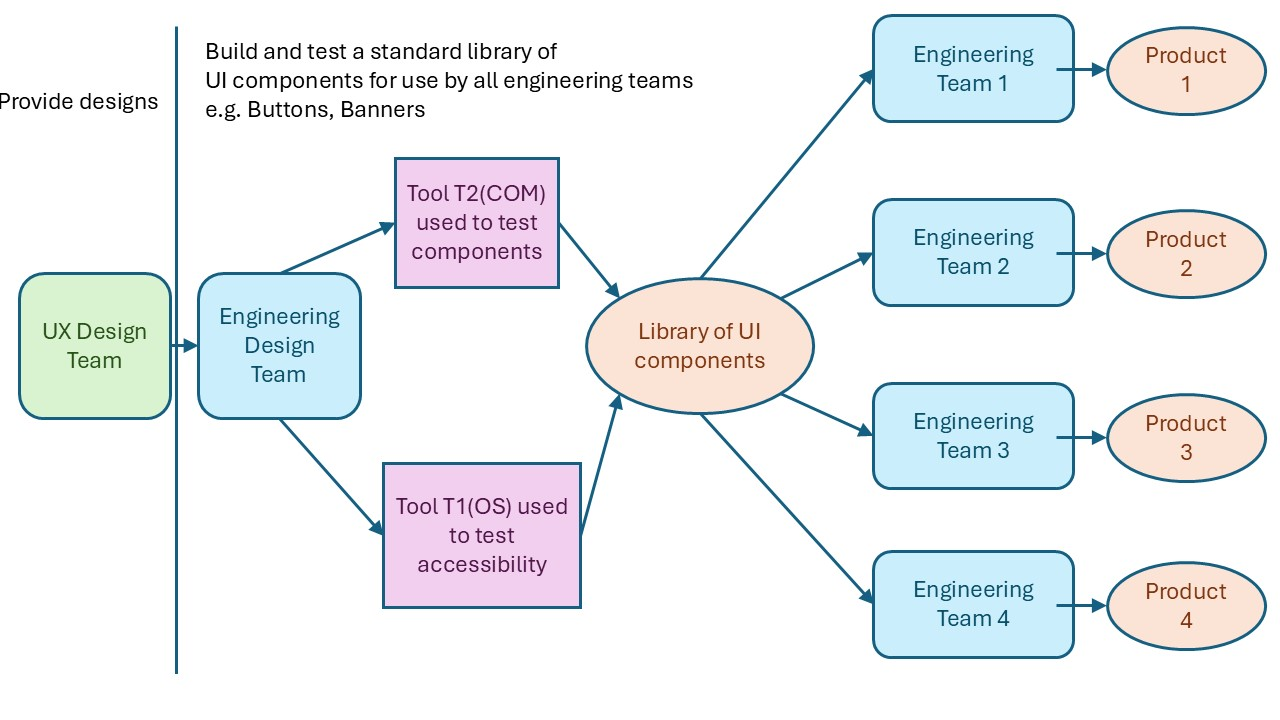 Provide designs
Build and test a standard library of
UI components for use by all engineering teams
e.g. Buttons, Banners
UX Design
Team
Engineering
Design
Team
Tool T2(COM)
used to test
components
Tool T1(OS) used
to test
accessibility
Library of UI
components
Engineering
Team 1
Product
1
Engineering
Team 2
Product
2
Engineering
Team 3
Product
3
Engineering
Team 4
Product
4